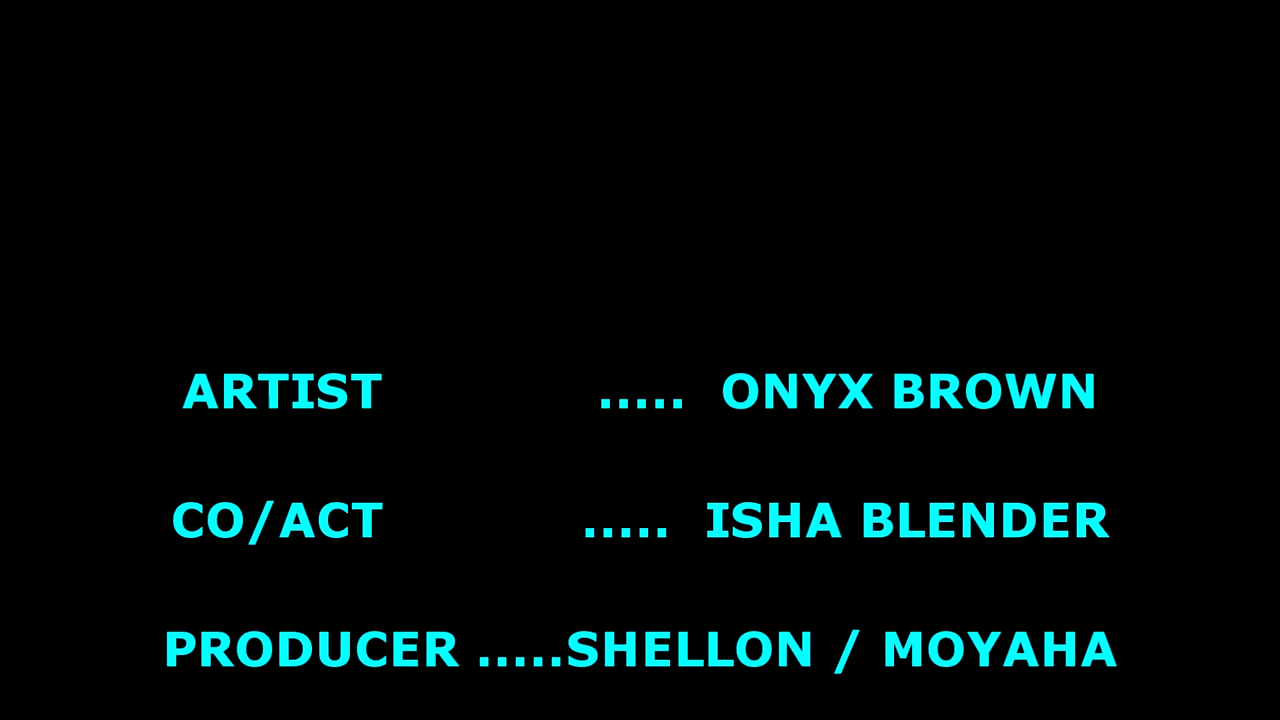 ARTIST ..... ONYX BROWN
CO/ACT ..... ISHA BLENDER
PRODUCER .....SHELLON / MOYAHA